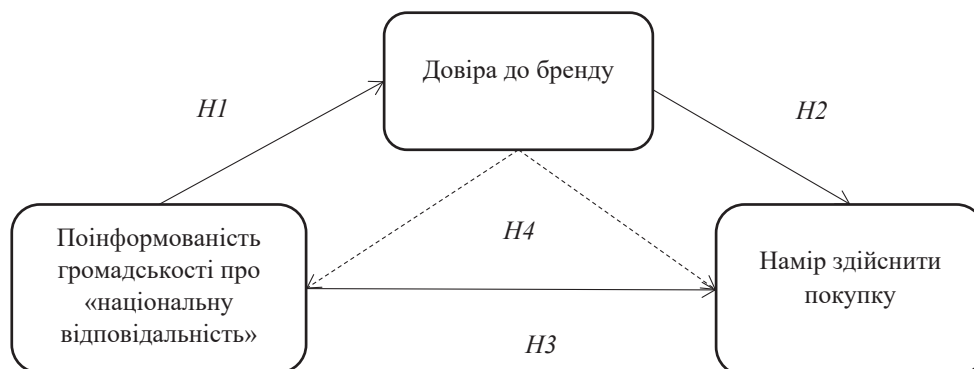 Довіра до бренду
H1
H2
Поінформованість
громадськості про
«національну
відповідальність»
H4
Намір здійснити
покупку
H3